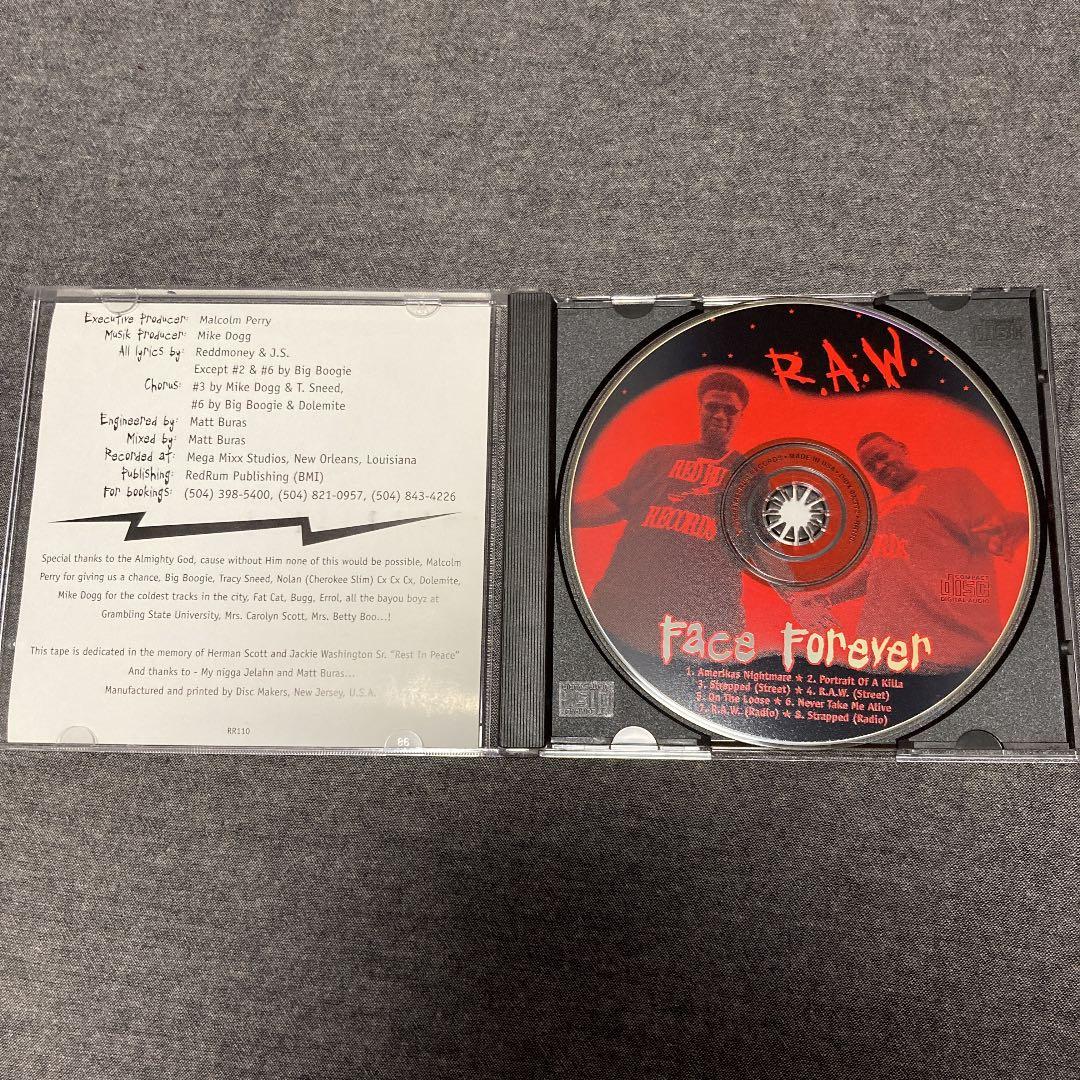 Executive Producer: Malcolm Perry
Musik Producer: Mike Dogg
All lyrics by: Reddmoney & J.S.
Except #2 & #6 by Big Boogie
Chorus: #3 by Mike Dogg & T. Sneed,
#6 by Big Boogie & Dolemite
Engineered by: Matt Buras
Mixed by: Matt Buras
Recorded at: Mega Mixx Studios, New Orleans, Louisiana
Publishing: RedRum Publishing (BMI)
For bookings: (504) 398-5400, (504) 821-0957, (504) 843-4226
Special thanks to the Almighty God, cause without Him none of this would be possible, Malcolm
Perry for giving us a chance, Big Boogie, Tracy Sneed, Nolan (Cherokee Slim) Cx Cx Cx, Dolemite,
Mike Dogg for the coldest tracks in the city, Fat Cat, Bugg, Errol, all the bayou boyz at
Grambling State University, Mrs. Carolyn Scott, Mrs. Betty Boo...!
This tape is dedicated in the memory of Herman Scott and Jackie Washington Sr. "Rest In Peace"
And thanks to - My nigga Jelahn and Matt Buras...
Manufactured and printed by Disc Makers, New Jersey, U.S.A.
RR110
R.A.W.
RECORDS
MADE IN USA
COMPACT
disc
DIGITAL AUDIO
Face Forever
1. Amerikas Nightmare ★ 2. Portrait Of A Killa
3. Strapped (Street) ★ 4. R.A.W. (Street)
5. On The Loose ★ 6. Never Take Me Alive
7. R.A.W. (Radio) ★ 8. Strapped (Radio)